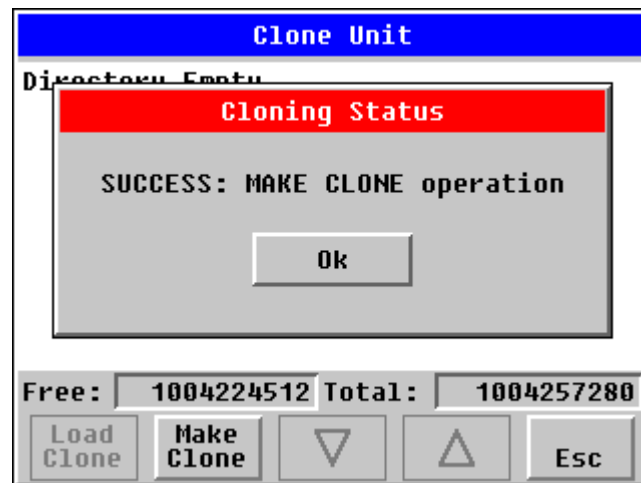 Clone Unit
Directory Empty
Cloning Status
SUCCESS: MAKE CLONE operation
Ok
Free: 1004224512 Total: 1004257280
Load Clone
Make Clone
Esc